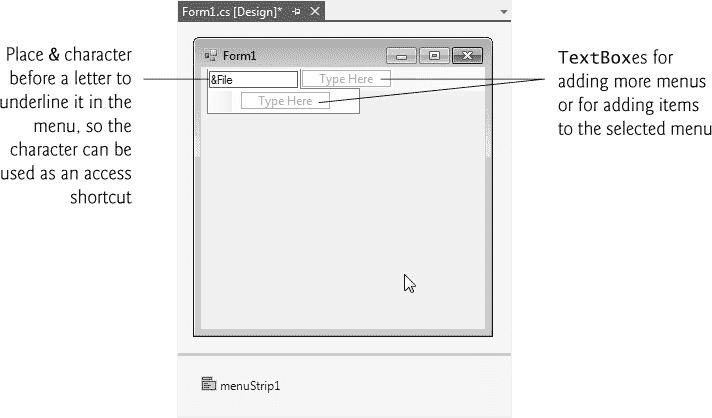 Form1.cs [Design]*
Place & character
before a letter to
underline it in the
menu, so the
character can be
used as an access
shortcut
Form1
&File
Type Here
Type Here
TextBoxes for
adding more menus
or for adding items
to the selected menu
menuStrip1